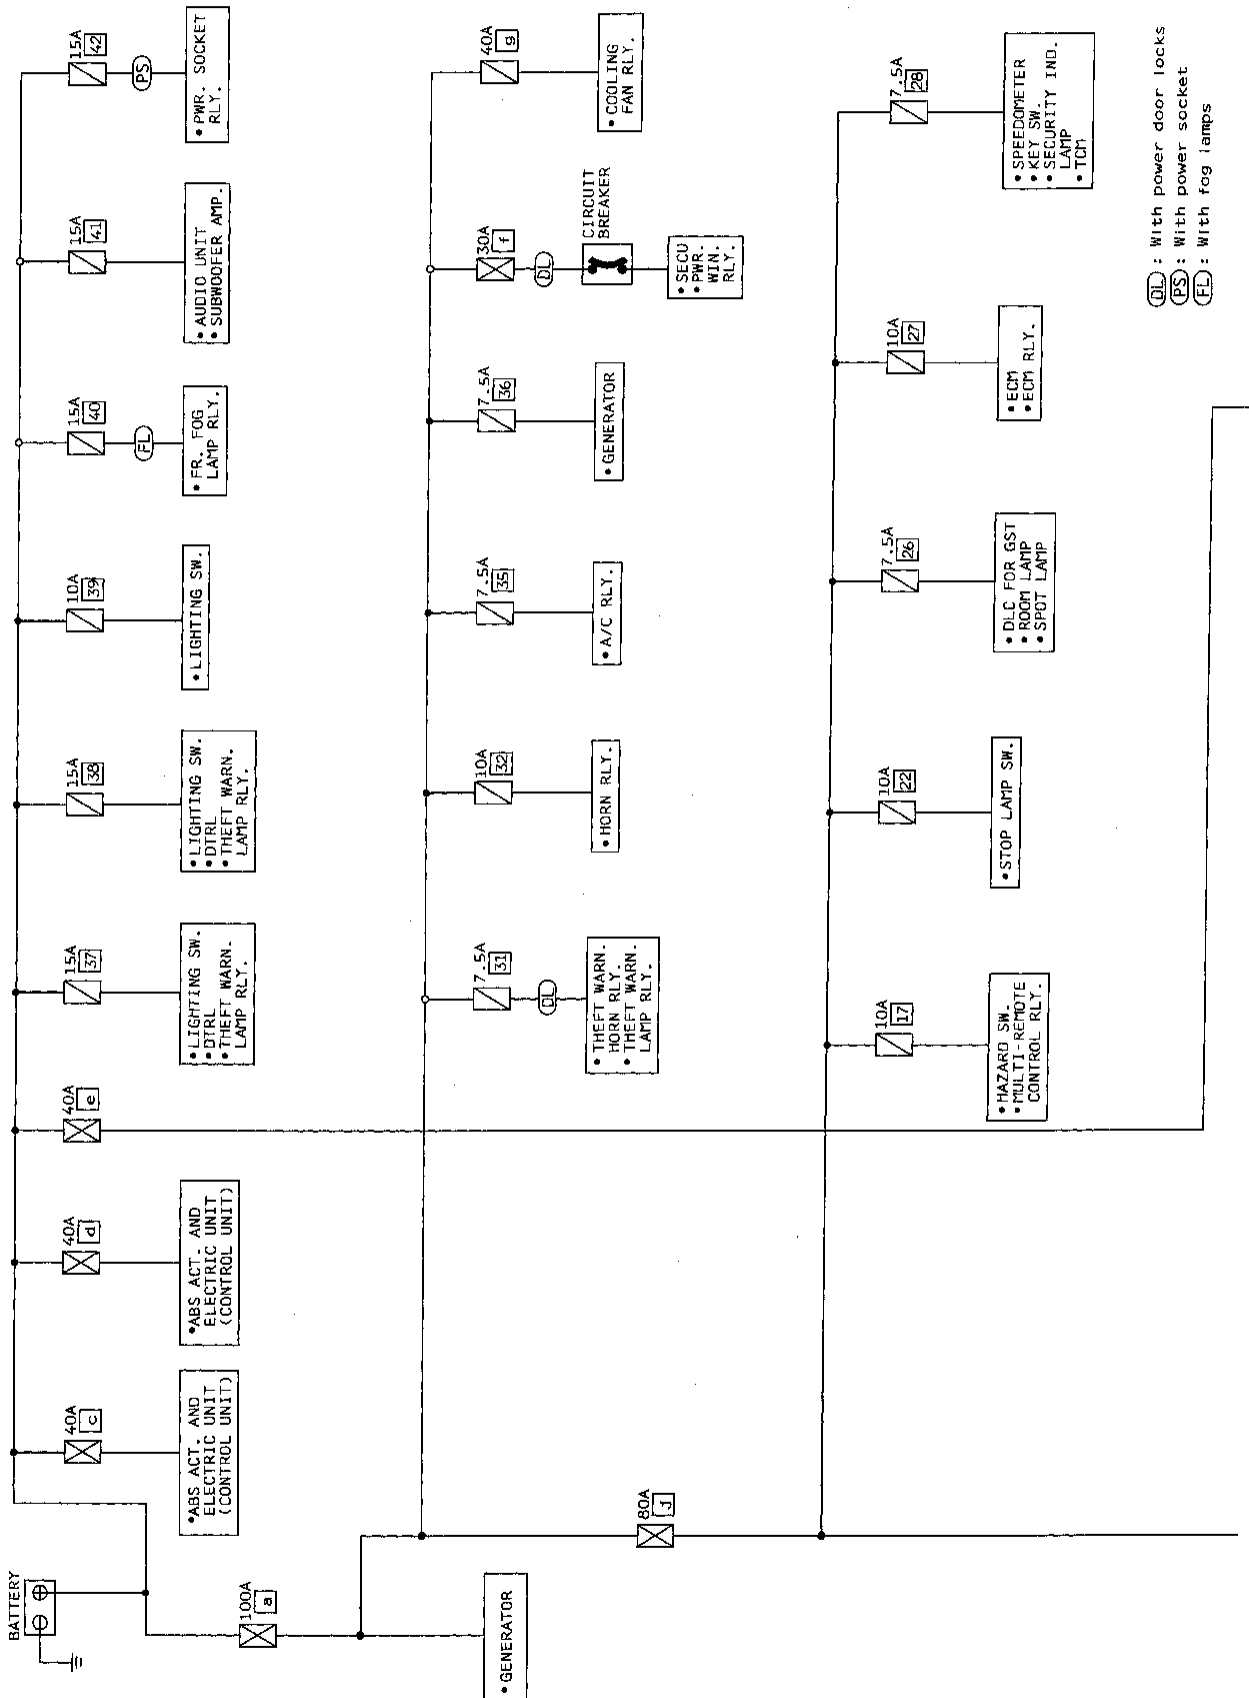 BATTERY
100A
a
• GENERATOR
40A
c
•ABS ACT. AND
ELECTRIC UNIT
(CONTROL UNIT)
40A
d
•ABS ACT. AND
ELECTRIC UNIT
(CONTROL UNIT)
40A
e
15A
37
• LIGHTING SW.
• DTRL
• THEFT WARN.
LAMP RLY.
15A
38
• LIGHTING SW.
• DTRL
• THEFT WARN.
LAMP RLY.
10A
39
• LIGHTING SW.
15A
40
FL
• FR. FOG
LAMP RLY.
15A
41
• AUDIO UNIT
• SUBWOOFER AMP.
15A
42
PS
• PWR. SOCKET
RLY.
7.5A
31
DL
• THEFT WARN.
HORN RLY.
• THEFT WARN.
LAMP RLY.
10A
32
• HORN RLY.
7.5A
35
• A/C RLY.
7.5A
36
• GENERATOR
30A
f
DL
CIRCUIT
BREAKER
• SECU
• PWR.
WIN.
RLY.
40A
g
• COOLING
FAN RLY.
80A
J
10A
17
• HAZARD SW.
• MULTI-REMOTE
CONTROL RLY.
10A
22
• STOP LAMP SW.
7.5A
26
• DLC FOR GST
• ROOM LAMP
• SPOT LAMP
10A
27
• ECM
• ECM RLY.
7.5A
28
• SPEEDOMETER
• KEY SW.
• SECURITY IND.
LAMP
• TCM
DL : With power door locks
PS : With power socket
FL : With fog lamps